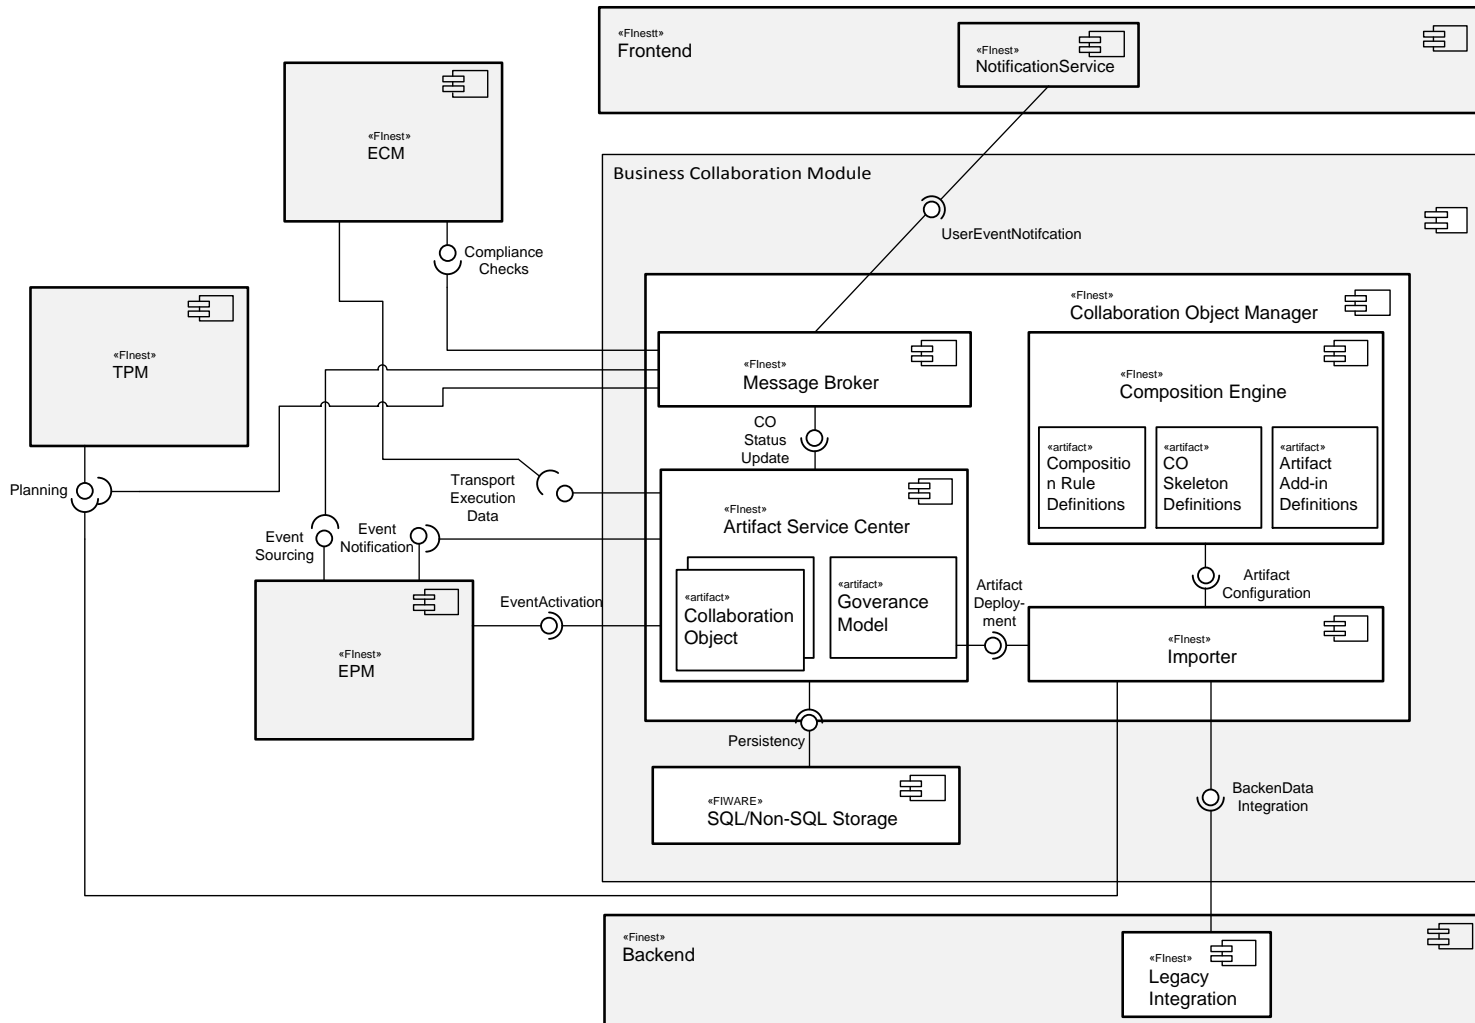 «FInestt»
Frontend
«FInest»
NotificationService
«FInest»
ECM
Business Collaboration Module
UserEventNotifcation
Compliance
Checks
«FInest»
TPM
«FInest»
Collaboration Object Manager
«FInest»
Message Broker
«FInest»
Composition Engine
«artifact»
Compositio
n Rule
Definitions
«artifact»
CO
Skeleton
Definitions
«artifact»
Artifact
Add-in
Definitions
CO
Status
Update
Planning
Transport
Execution
Data
«FInest»
Artifact Service Center
Event
Sourcing
Event
Notification
«artifact»
Collaboration
Object
«artifact»
Goverance
Model
Artifact
Deploy-
ment
Artifact
Configuration
EventActivation
«FInest»
EPM
«FInest»
Importer
Persistency
«FIWARE»
SQL/Non-SQL Storage
BackenData
Integration
«Finest»
Backend
«FInest»
Legacy
Integration